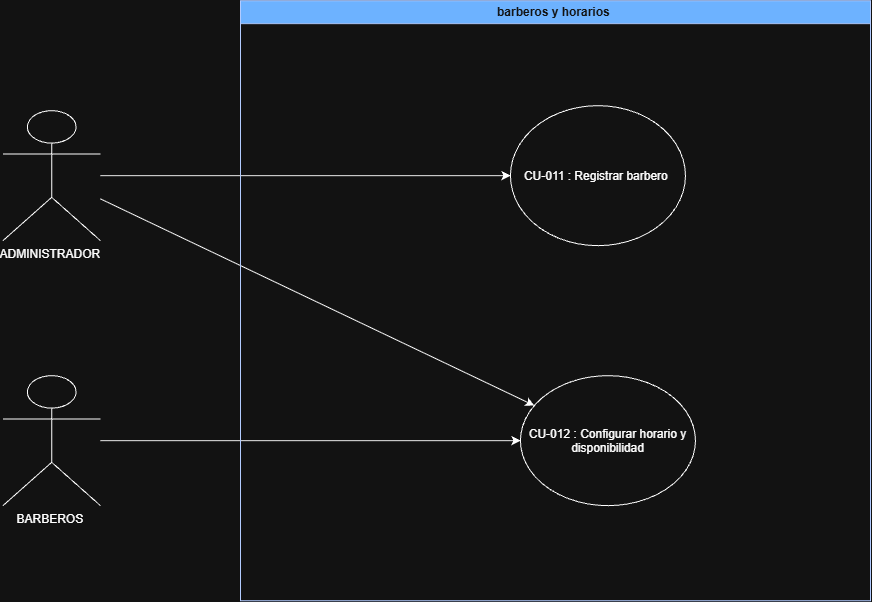 barberos y horarios
CU-011 : Registrar barbero
ADMINISTRADOR
CU-012 : Configurar horario y
disponibilidad
BARBEROS